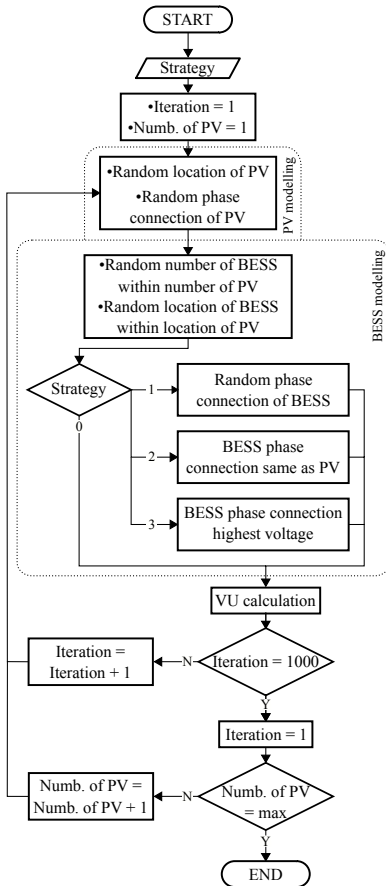 START
Strategy
•Iteration = 1
•Numb. of PV = 1
•Random location of PV
•Random phase
connection of PV
PV modelling
•Random number of BESS
within number of PV
•Random location of BESS
within location of PV
BESS modelling
Strategy
0
1
Random phase
connection of BESS
2
BESS phase
connection same as PV
3
BESS phase connection
highest voltage
VU calculation
Iteration = 1000
N
Iteration =
Iteration + 1
Y
Iteration = 1
Numb. of PV
= max
N
Numb. of PV =
Numb. of PV + 1
Y
END